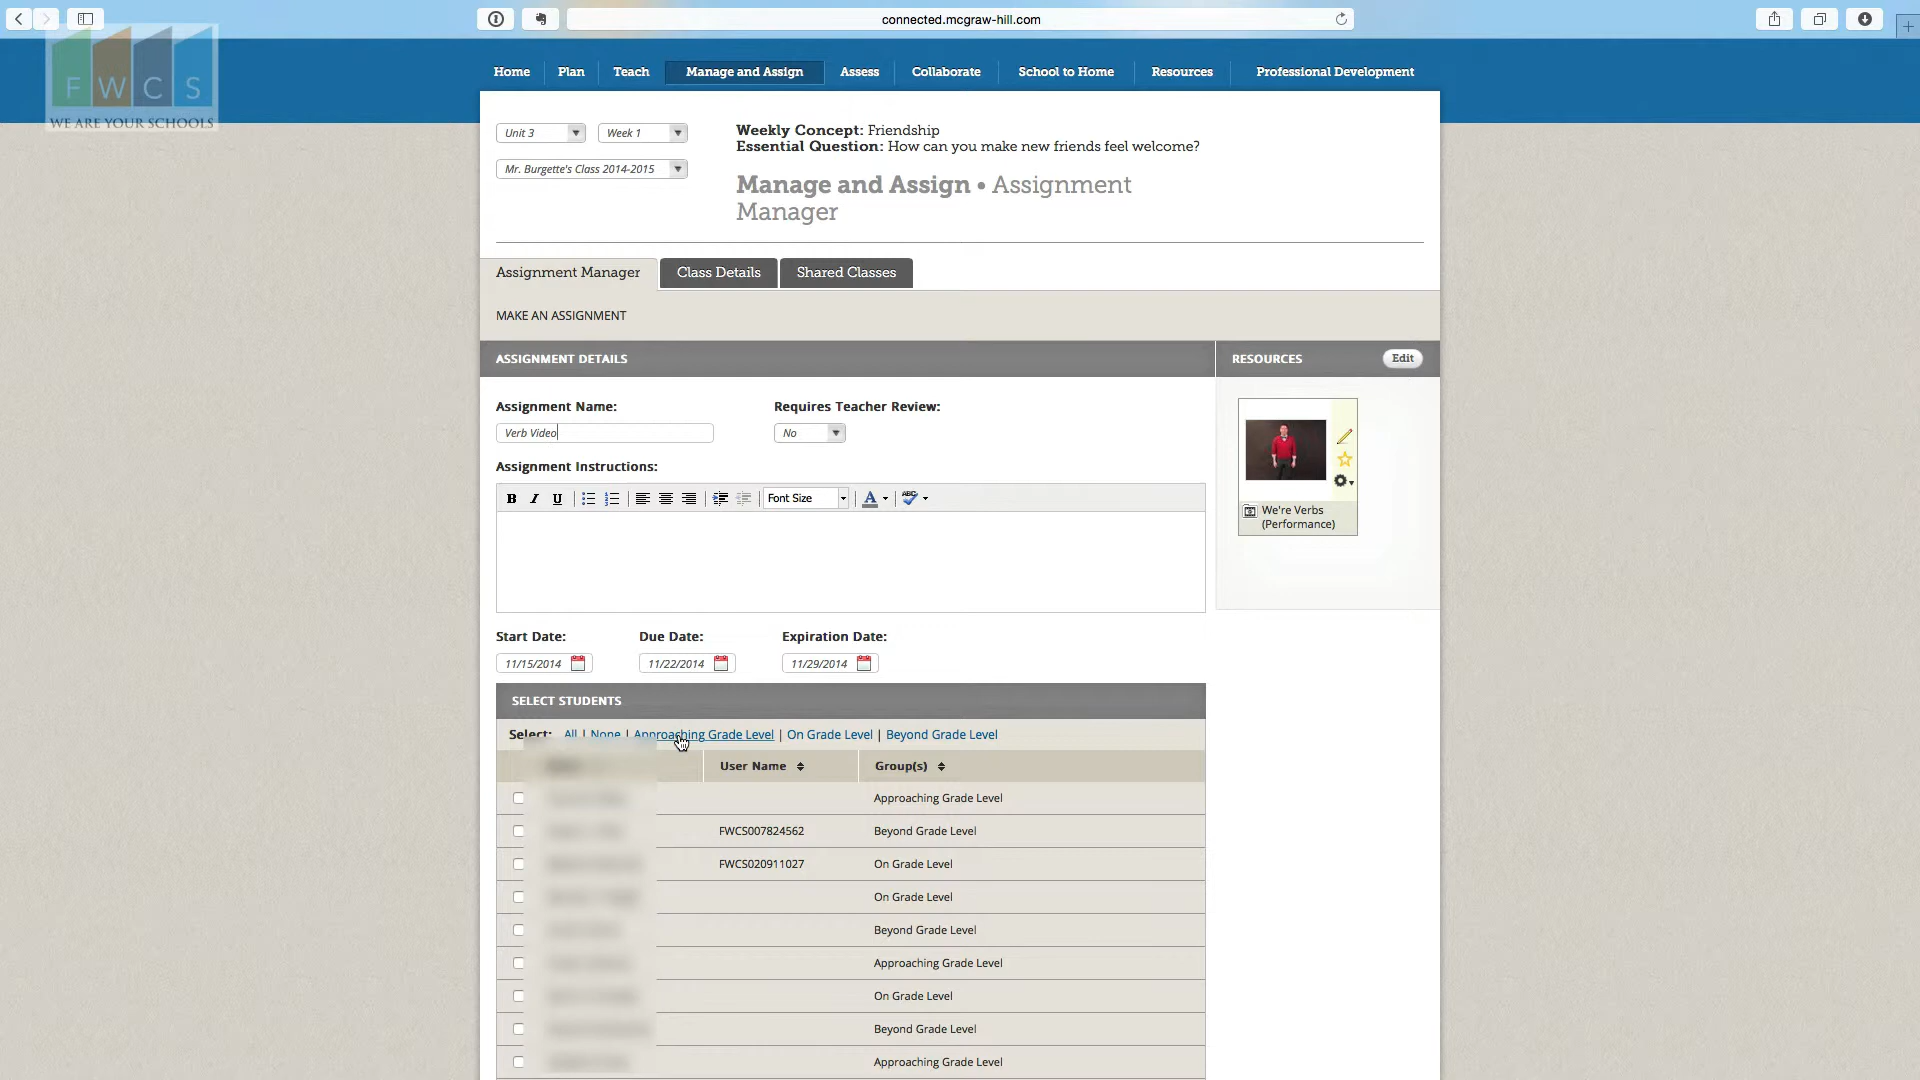 connected.mcgraw-hill.com
F W C S
WE ARE YOUR SCHOOLS
Home
Plan
Teach
Manage and Assign
Assess
Collaborate
School to Home
Resources
Professional Development
Unit 3
Week 1
Mr. Burgette's Class 2014-2015
Weekly Concept: Friendship
Essential Question: How can you make new friends feel welcome?
Manage and Assign • Assignment
Manager
Assignment Manager
Class Details
Shared Classes
MAKE AN ASSIGNMENT
ASSIGNMENT DETAILS
RESOURCES
Edit
Assignment Name:
Requires Teacher Review:
Verb Video
No
Assignment Instructions:
B I U
Font Size
A
ABC
We're Verbs
(Performance)
Start Date:
Due Date:
Expiration Date:
11/15/2014
11/22/2014
11/29/2014
SELECT STUDENTS
Select: All | None | Approaching Grade Level | On Grade Level | Beyond Grade Level
User Name
Group(s)
Approaching Grade Level
FWCS007824562 Beyond Grade Level
FWCS020911027 On Grade Level
On Grade Level
Beyond Grade Level
Approaching Grade Level
On Grade Level
Beyond Grade Level
Approaching Grade Level